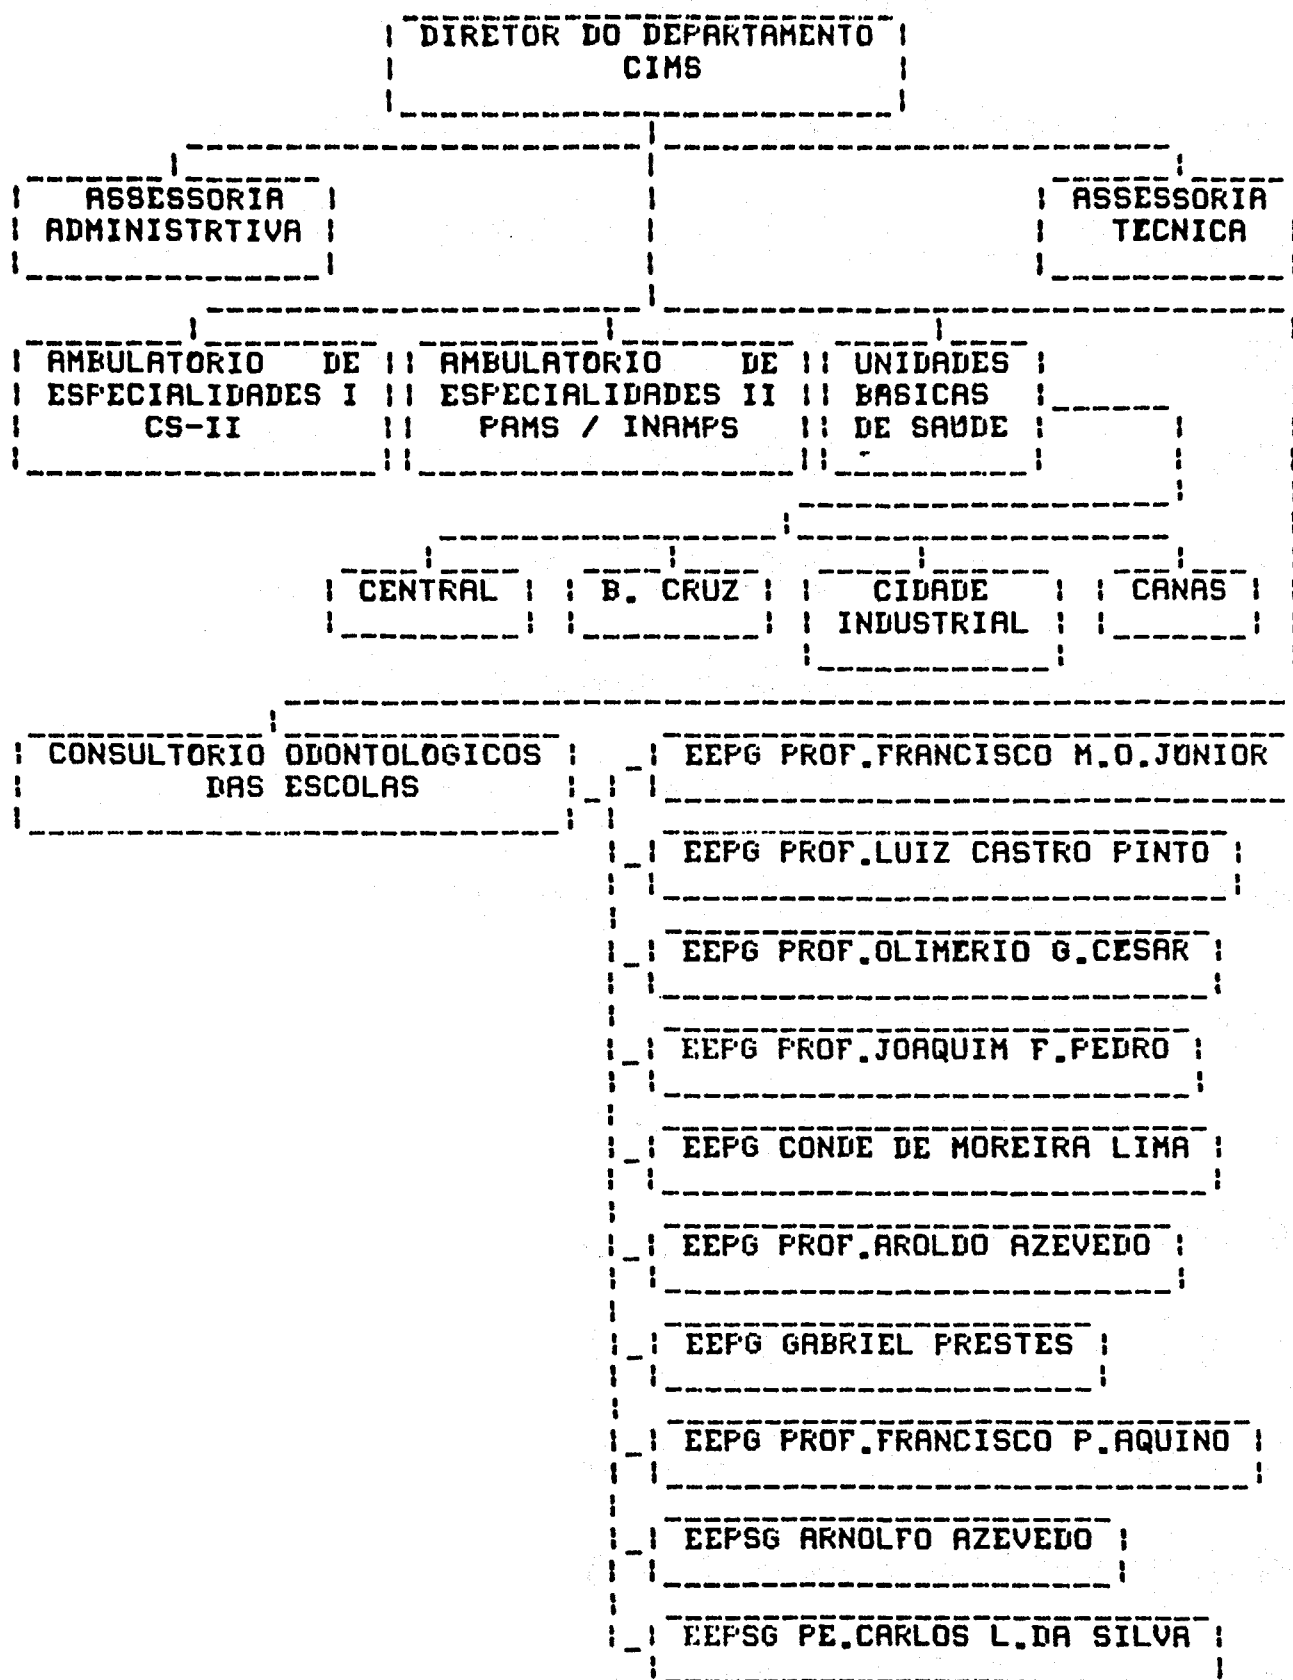 DIRETOR DO DEPARTAMENTO
CIMS
ASSESSORIA
ADMINISTRTIVA
ASSESSORIA
TECNICA
AMBULATORIO DE
ESPECIALIDADES I
CS-II
AMBULATORIO DE
ESPECIALIDADES II
PAMS / INAMPS
UNIDADES
BASICAS
DE SAUDE
CENTRAL
B. CRUZ
CIDADE
INDUSTRIAL
CANAS
CONSULTORIO ODONTOLOGICOS
DAS ESCOLAS
EEPG PROF.FRANCISCO M.O.JUNIOR
EEPG PROF.LUIZ CASTRO PINTO
EEPG PROF.OLIMERIO G.CESAR
EEPG PROF.JOAQUIM F.PEDRO
EEPG CONDE DE MOREIRA LIMA
EEPG PROF.AROLDO AZEVEDO
EEPG GABRIEL PRESTES
EEPG PROF.FRANCISCO P.AQUINO
EEPSG ARNOLFO AZEVEDO
EEPSG PE.CARLOS L.DA SILVA